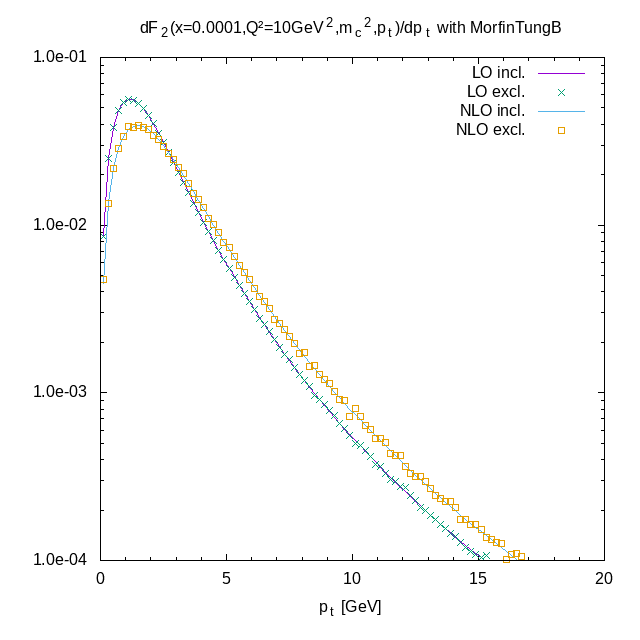 dF2(x=0.0001,Q²=10GeV2,mc2,pt)/dpt with MorfinTungB
1.0e-01
LO incl.
LO excl.
NLO incl.
NLO excl.
1.0e-02
1.0e-03
1.0e-04
0 5 10 15 20
pt [GeV]